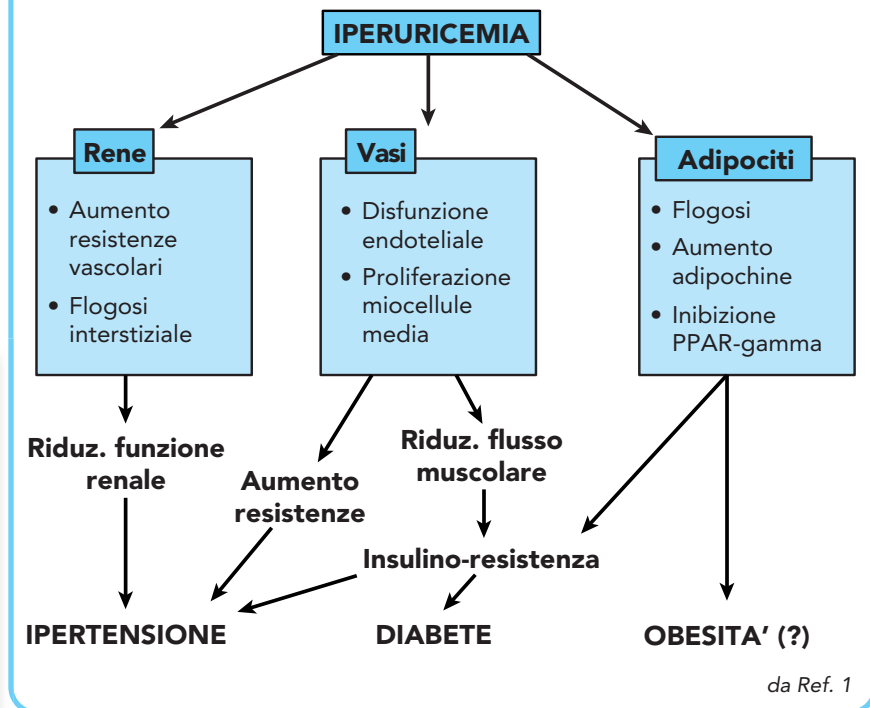 IPERURICEMIA
Rene
• Aumento
resistenze
vascolari
• Flogosi
interstiziale
Vasi
• Disfunzione
endoteliale
• Proliferazione
miocellule
media
Adipociti
• Flogosi
• Aumento
adipochine
• Inibizione
PPAR-gamma
Riduz. funzione
renale
Aumento
resistenze
Riduz. flusso
muscolare
Insulino-resistenza
IPERTENSIONE
DIABETE
OBESITA’ (?)
da Ref. 1